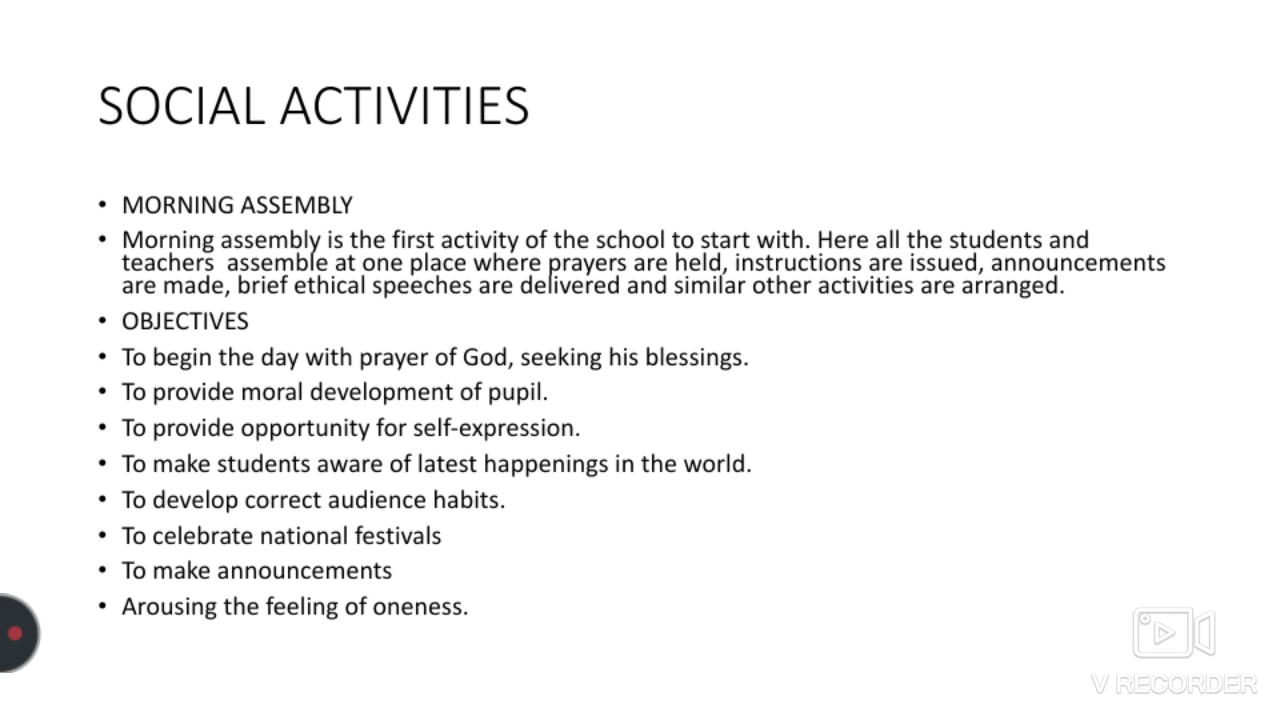 SOCIAL ACTIVITIES
• MORNING ASSEMBLY
• Morning assembly is the first activity of the school to start with. Here all the students and
teachers  assemble at one place where prayers are held, instructions are issued, announcements
are made, brief ethical speeches are delivered and similar other activities are arranged.
• OBJECTIVES
• To begin the day with prayer of God, seeking his blessings.
• To provide moral development of pupil.
• To provide opportunity for self-expression.
• To make students aware of latest happenings in the world.
• To develop correct audience habits.
• To celebrate national festivals
• To make announcements
• Arousing the feeling of oneness.
V RECORDER